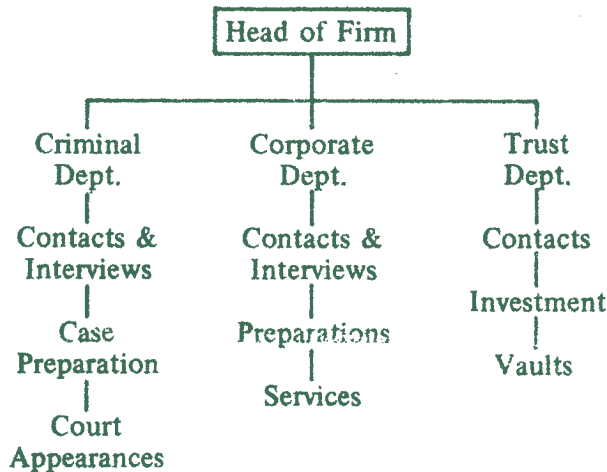 Head of Firm
Criminal
Dept.
Contacts &
Interviews
Case
Preparation
Court
Appearances
Corporate
Dept.
Contacts &
Interviews
Preparations
Services
Trust
Dept.
Contacts
Investment
Vaults